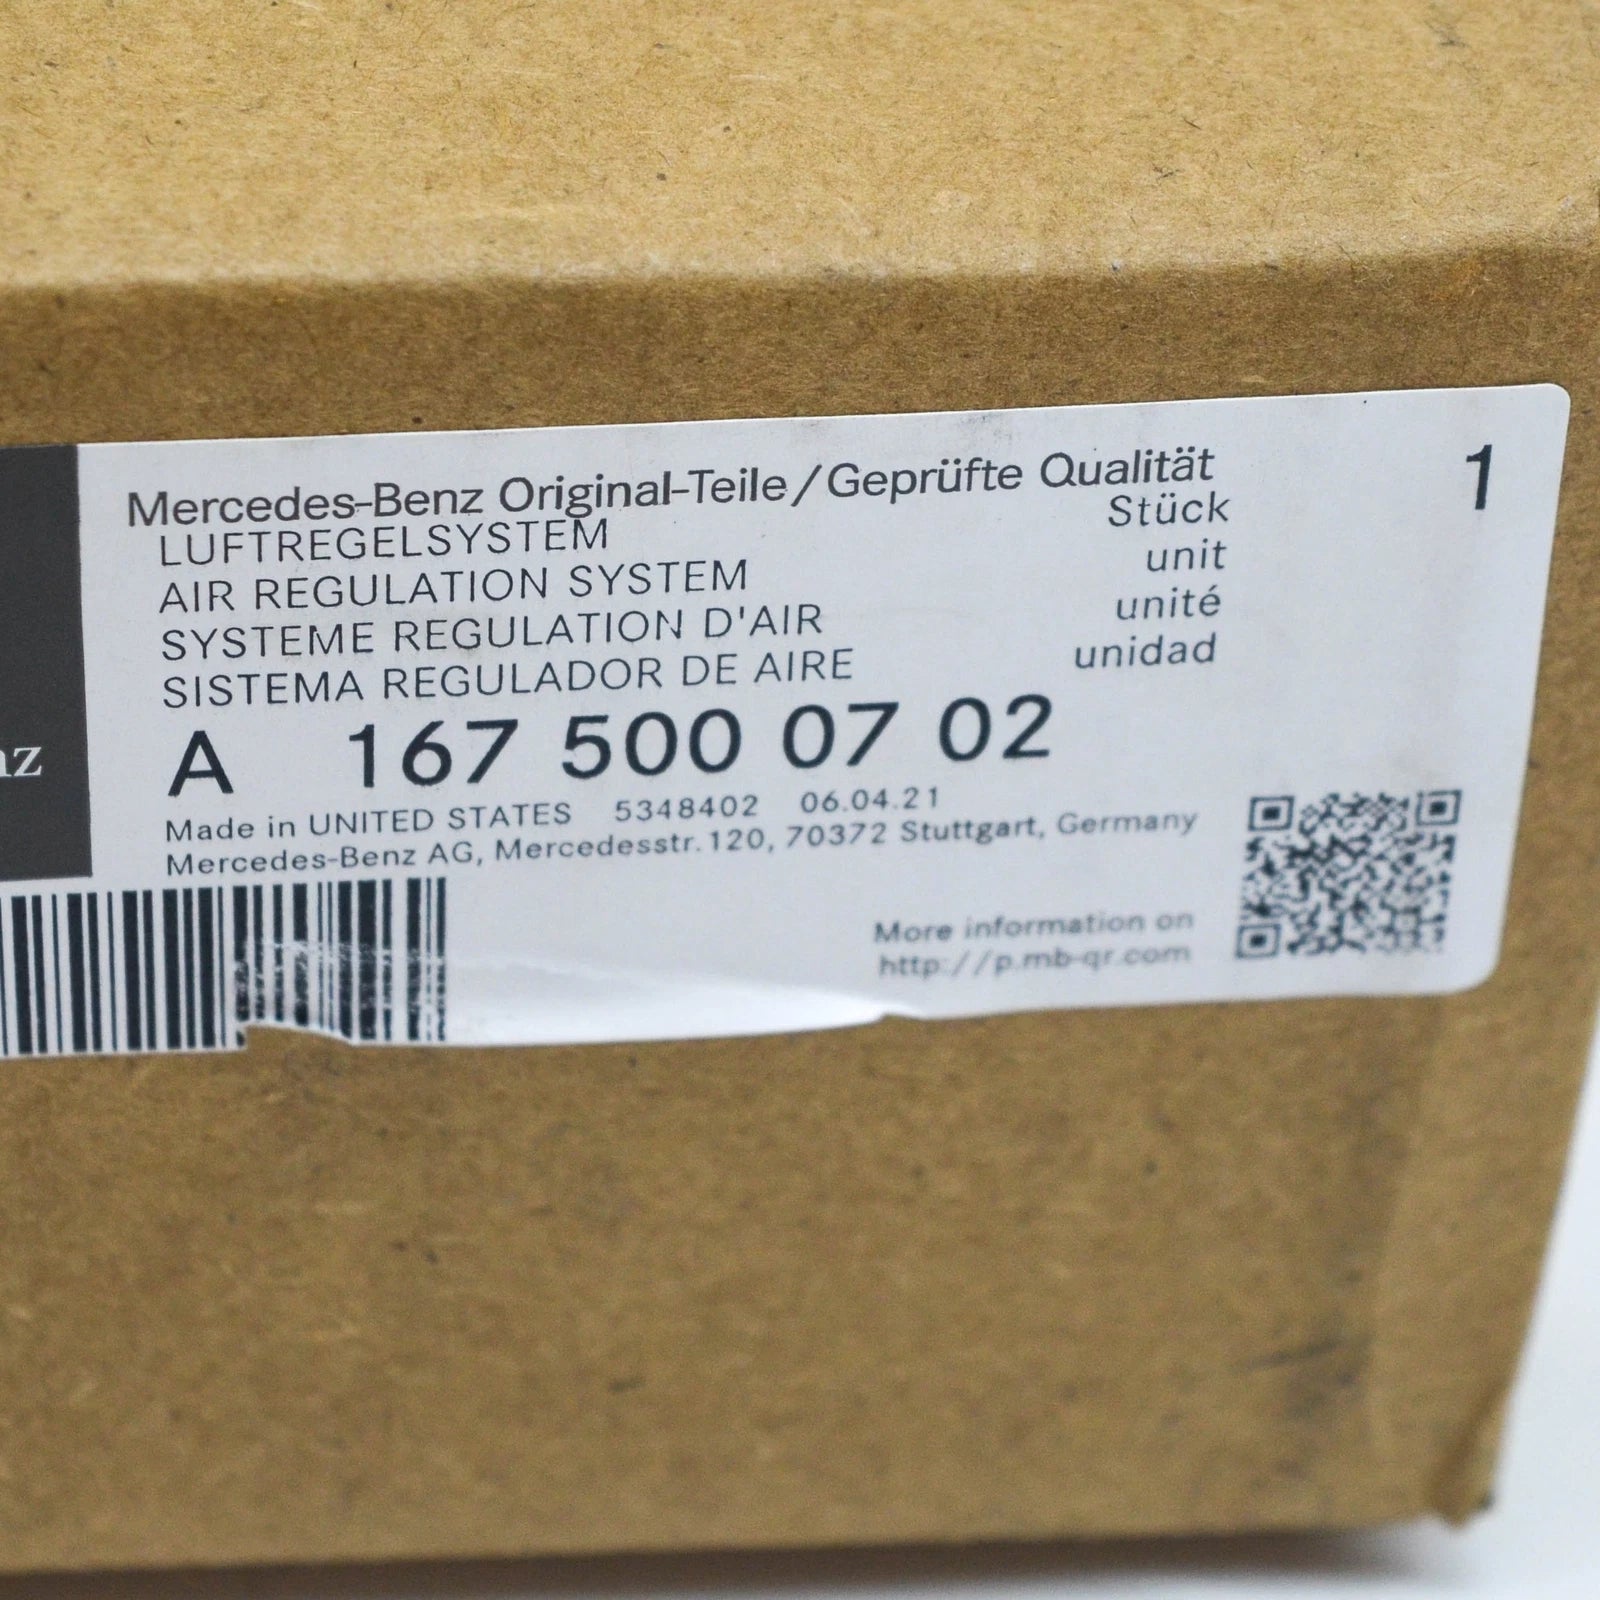 Mercedes-Benz Original-Teile/Geprüfte Qualität 1
LUFTREGELSYSTEM Stück
AIR REGULATION SYSTEM unit
SYSTEME REGULATION D'AIR unité
SISTEMA REGULADOR DE AIRE unidad
nz
A 167 500 07 02
Made in UNITED STATES 5348402 06.04.21
Mercedes-Benz AG, Mercedesstr.120, 70372 Stuttgart, Germany
More information on
http://p.mb-qr.com